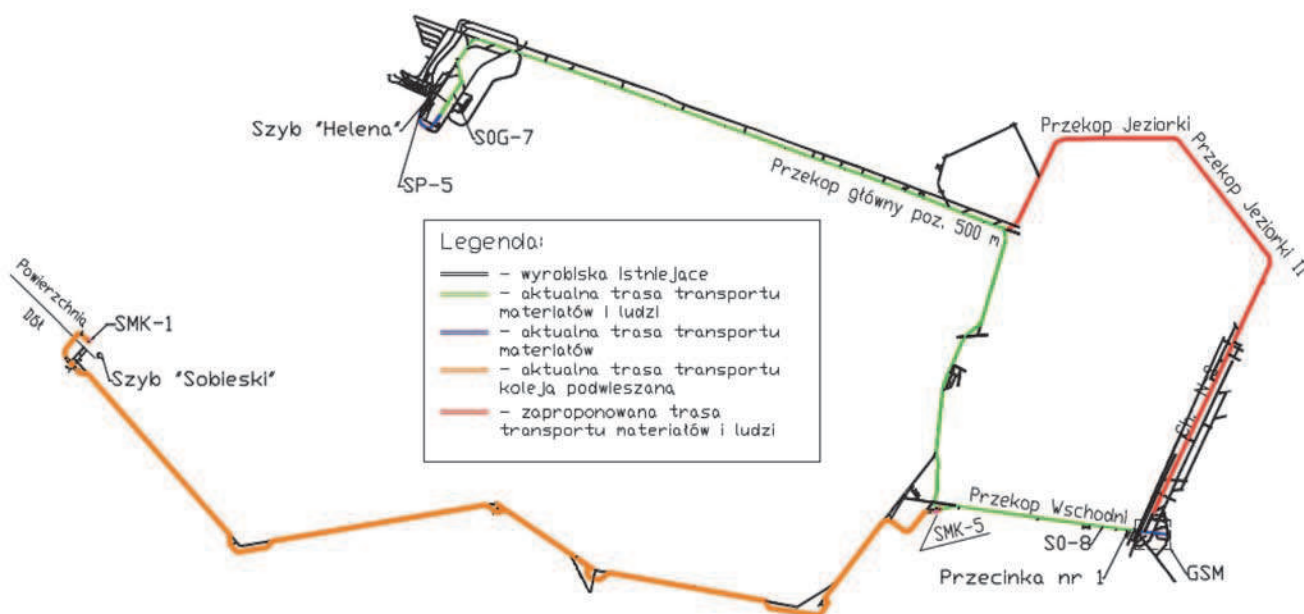 Szyb "Helena"
SOG-7
SP-5
Przekop główny poz. 500 m
Przekop Jeziorki
Przekop
Jeziorki II
Legenda:
- wyrobiska istniejące
- aktualna trasa transportu
materiałów i ludzi
- aktualna trasa transportu
materiałów
- aktualna trasa transportu
koleją podwieszaną
- zaproponowana trasa
transportu materiałów i ludzi
Powierzchnia
Dół
SMK-1
Szyb "Sobieski"
Przekop Wschodni
SMK-5
SO-8
Przecinka nr 1
GSM